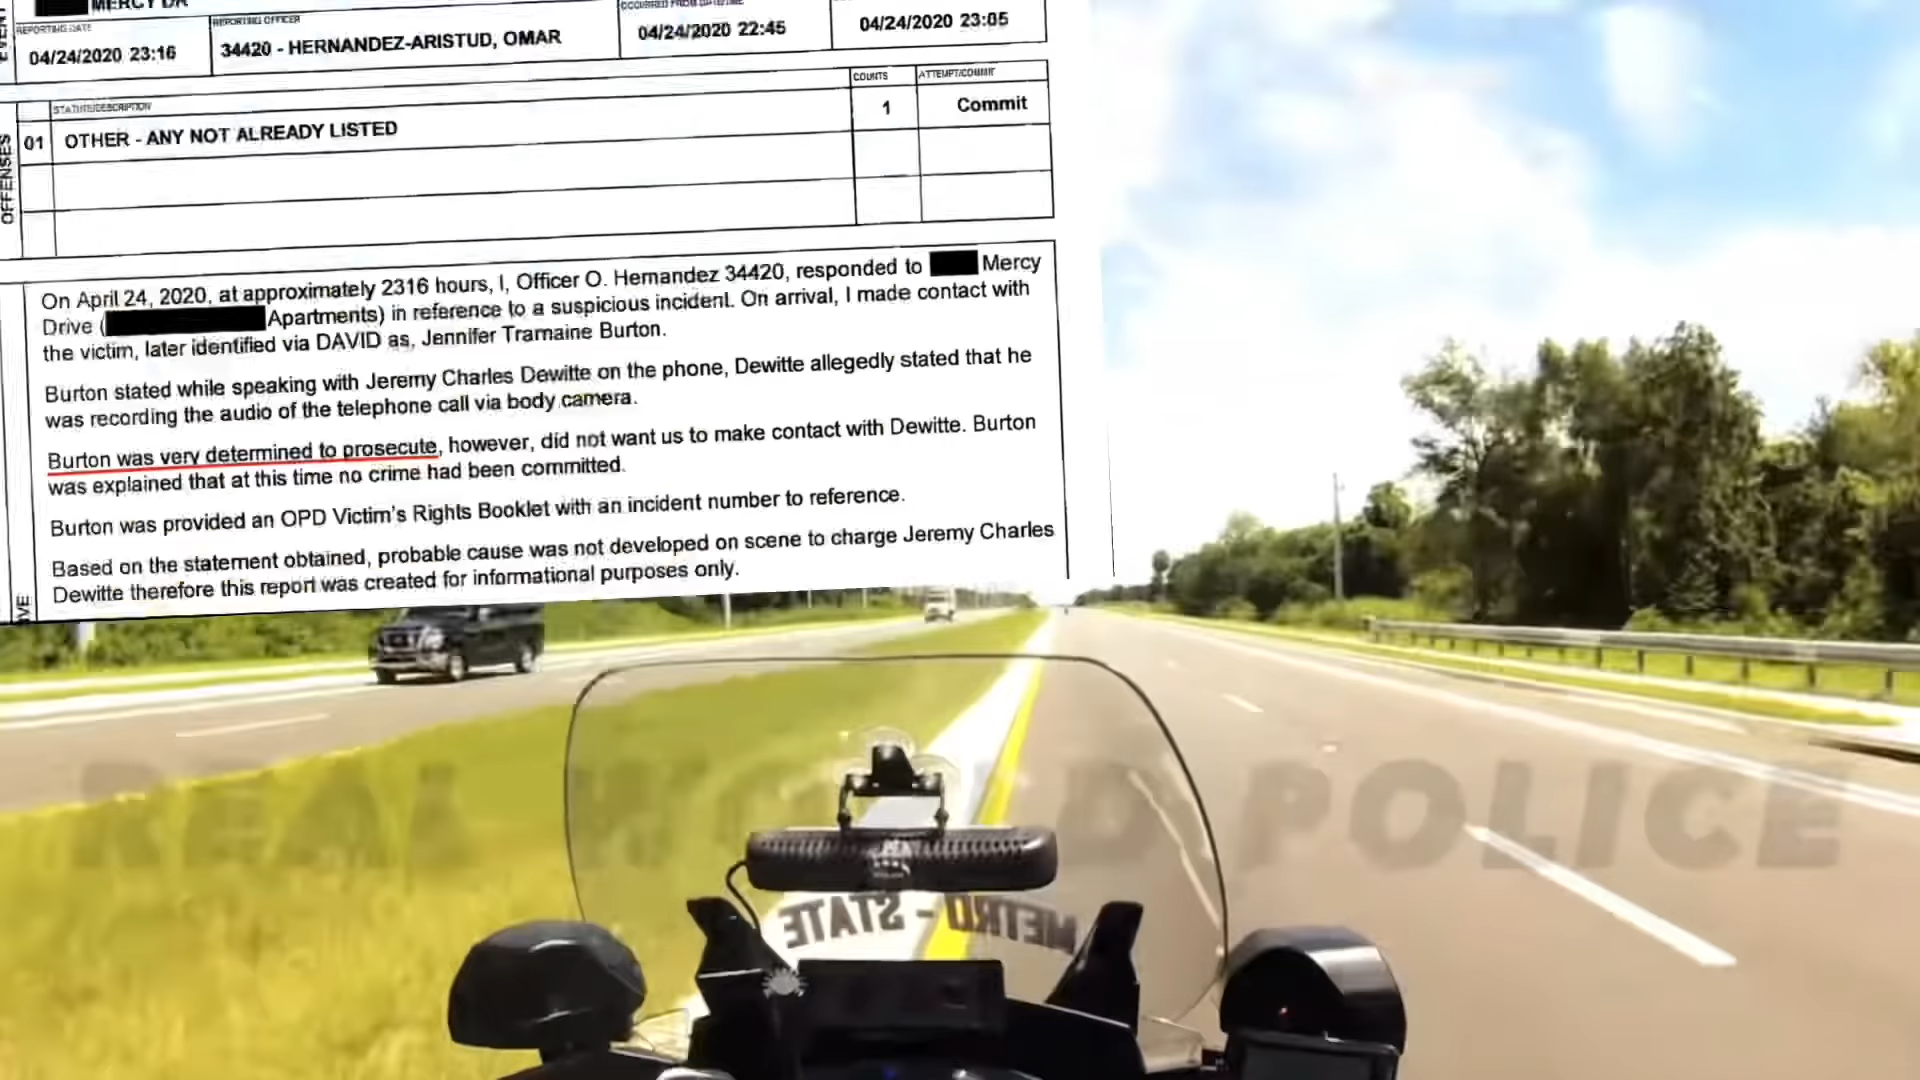 MERCY DR
REPORTING DATE
04/24/2020 23:16
REPORTING OFFICER
34420 - HERNANDEZ-ARISTUD, OMAR
OCCURRED FROM DATE/TIME
04/24/2020 22:45
04/24/2020 23:05
OFFENSES
STATUTE/DESCRIPTION
COUNTS
ATTEMPT/COMMIT
01 OTHER - ANY NOT ALREADY LISTED 1 Commit
On April 24, 2020, at approximately 2316 hours, I, Officer O. Hernandez 34420, responded to Mercy
Drive ( Apartments) in reference to a suspicious incident. On arrival, I made contact with
the victim, later identified via DAVID as, Jennifer Tramaine Burton.
Burton stated while speaking with Jeremy Charles Dewitte on the phone, Dewitte allegedly stated that he
was recording the audio of the telephone call via body camera.
Burton was very determined to prosecute, however, did not want us to make contact with Dewitte. Burton
was explained that at this time no crime had been committed.
Burton was provided an OPD Victim's Rights Booklet with an incident number to reference.
Based on the statement obtained, probable cause was not developed on scene to charge Jeremy Charles
Dewitte therefore this report was created for informational purposes only.
REAL WORLD POLICE
METRO - STATE